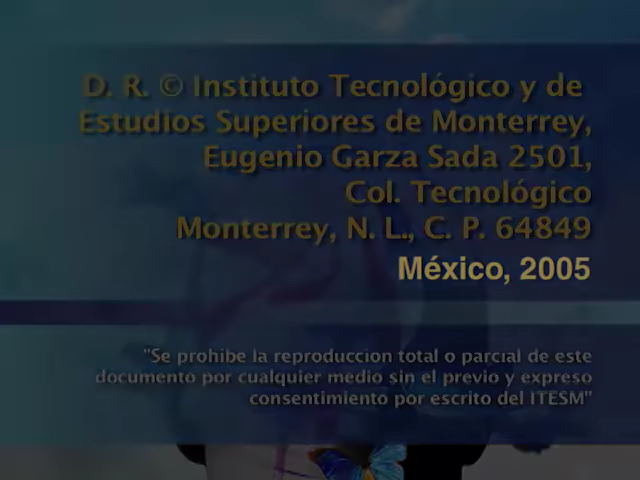 D. R. © Instituto Tecnológico y de
Estudios Superiores de Monterrey,
Eugenio Garza Sada 2501,
Col. Tecnológico
Monterrey, N. L., C. P. 64849
México, 2005
"Se prohibe la reproduccion total o parcial de este
documento por cualquier medio sin el previo y expreso
consentimiento por escrito del ITESM"